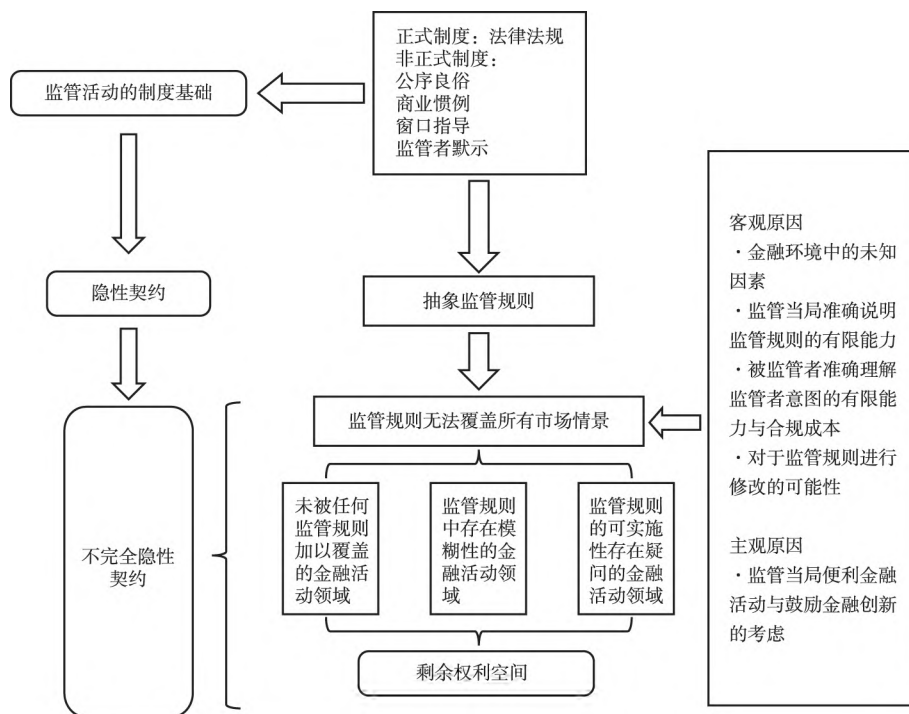 正式制度：法律法规
非正式制度：
公序良俗
商业惯例
窗口指导
监管者默示
监管活动的制度基础
隐性契约
抽象监管规则
不完全隐性
契约
监管规则无法覆盖所有市场情景
未被任何
监管规则
加以覆盖
的金融活
动领域
监管规则
中存在模
糊性的金
融活动领
域
监管规则
的可实施
性存在疑
问的金融
活动领域
剩余权利空间
客观原因
·金融环境中的未知
因素
·监管当局准确说明
监管规则的有限能力
·被监管者准确理解
监管者意图的有限能
力与合规成本
·对于监管规则进行
修改的可能性
主观原因
·监管当局便利金融
活动与鼓励金融创新
的考虑